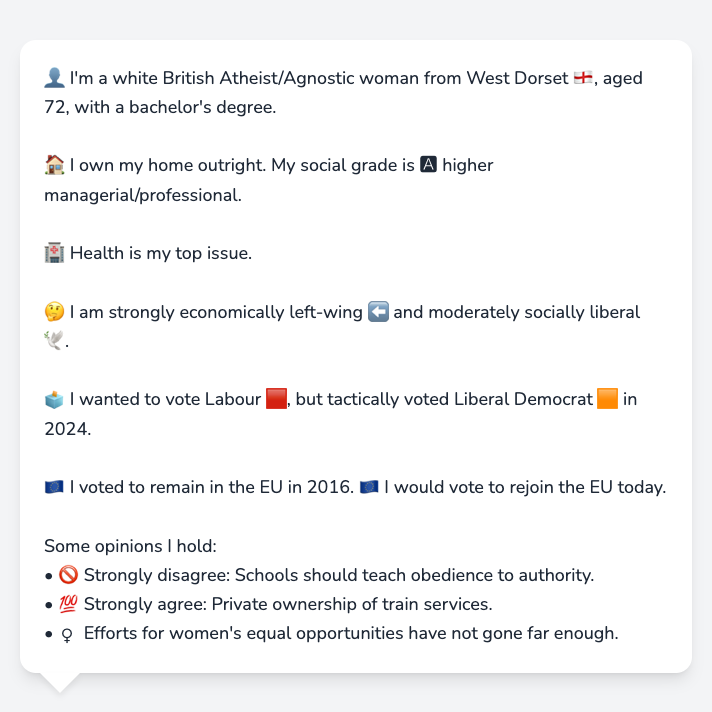 👤 I'm a white British Atheist/Agnostic woman from West Dorset 🏴󠁧󠁢󠁥󠁮󠁧󠁿, aged
72, with a bachelor's degree.
🏠 I own my home outright. My social grade is 🅰 higher
managerial/professional.
🏥 Health is my top issue.
🤔 I am strongly economically left-wing ⬅️ and moderately socially liberal
🕊️.
🗳️ I wanted to vote Labour 🟥, but tactically voted Liberal Democrat 🟧 in
2024.
🇪🇺 I voted to remain in the EU in 2016. 🇪🇺 I would vote to rejoin the EU today.
Some opinions I hold:
• 🚫 Strongly disagree: Schools should teach obedience to authority.
• 💯 Strongly agree: Private ownership of train services.
• ♀ Efforts for women's equal opportunities have not gone far enough.